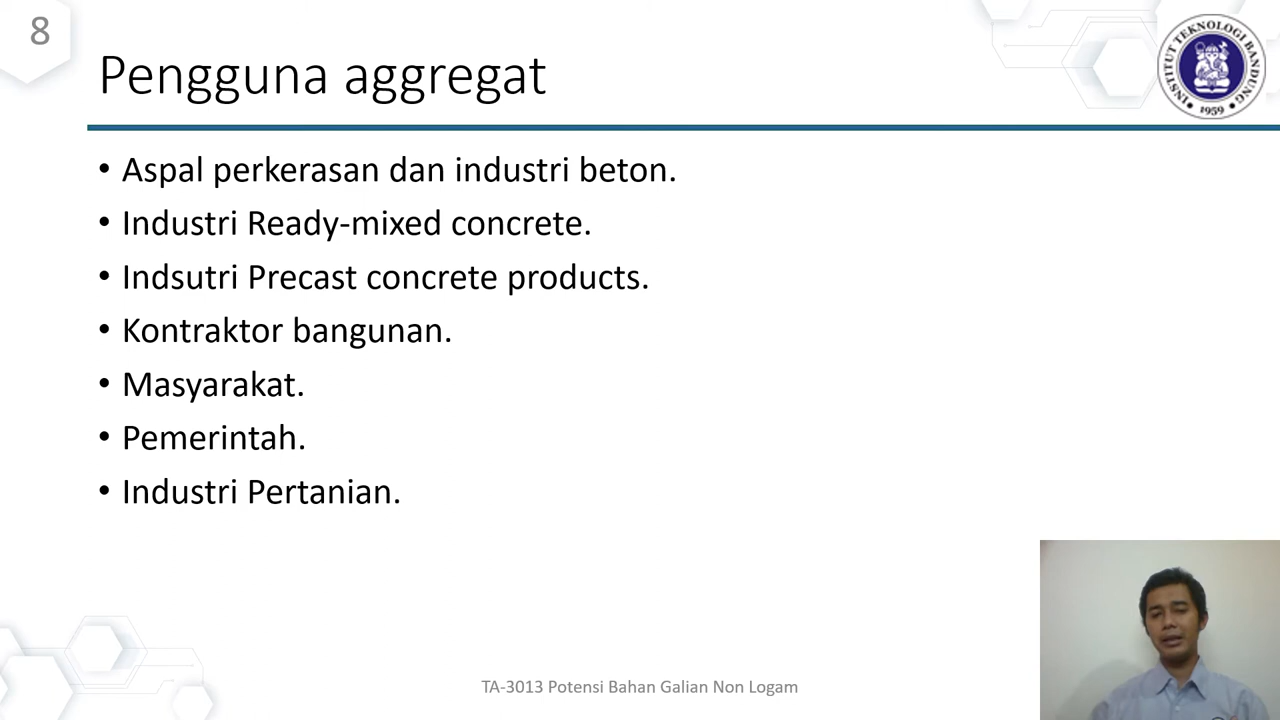 8
Pengguna aggregat
INSTITUT TEKNOLOGI BANDUNG
1959
• Aspal perkerasan dan industri beton.
• Industri Ready-mixed concrete.
• Indsutri Precast concrete products.
• Kontraktor bangunan.
• Masyarakat.
• Pemerintah.
• Industri Pertanian.
TA-3013 Potensi Bahan Galian Non Logam